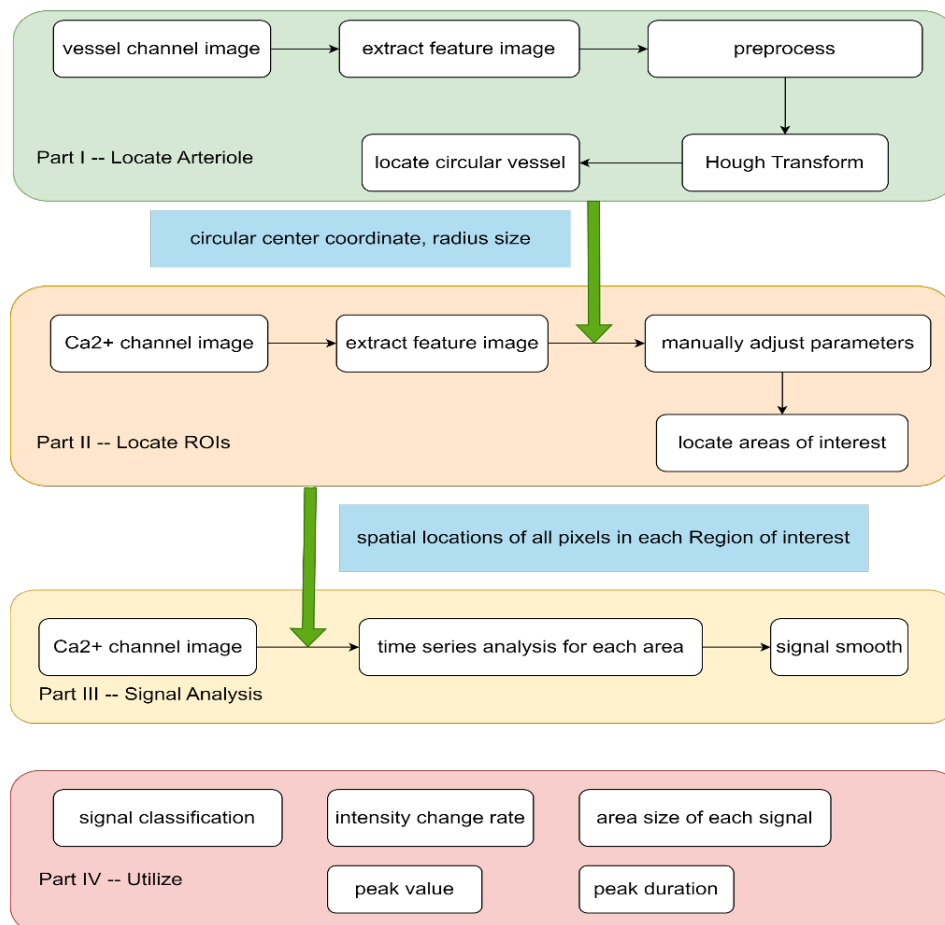 vessel channel image
extract feature image
preprocess
Part I -- Locate Arteriole
locate circular vessel
Hough Transform
circular center coordinate, radius size
Ca2+ channel image
extract feature image
manually adjust parameters
Part II -- Locate ROIs
locate areas of interest
spatial locations of all pixels in each Region of interest
Ca2+ channel image
time series analysis for each area
signal smooth
Part III -- Signal Analysis
signal classification
intensity change rate
area size of each signal
Part IV -- Utilize
peak value
peak duration